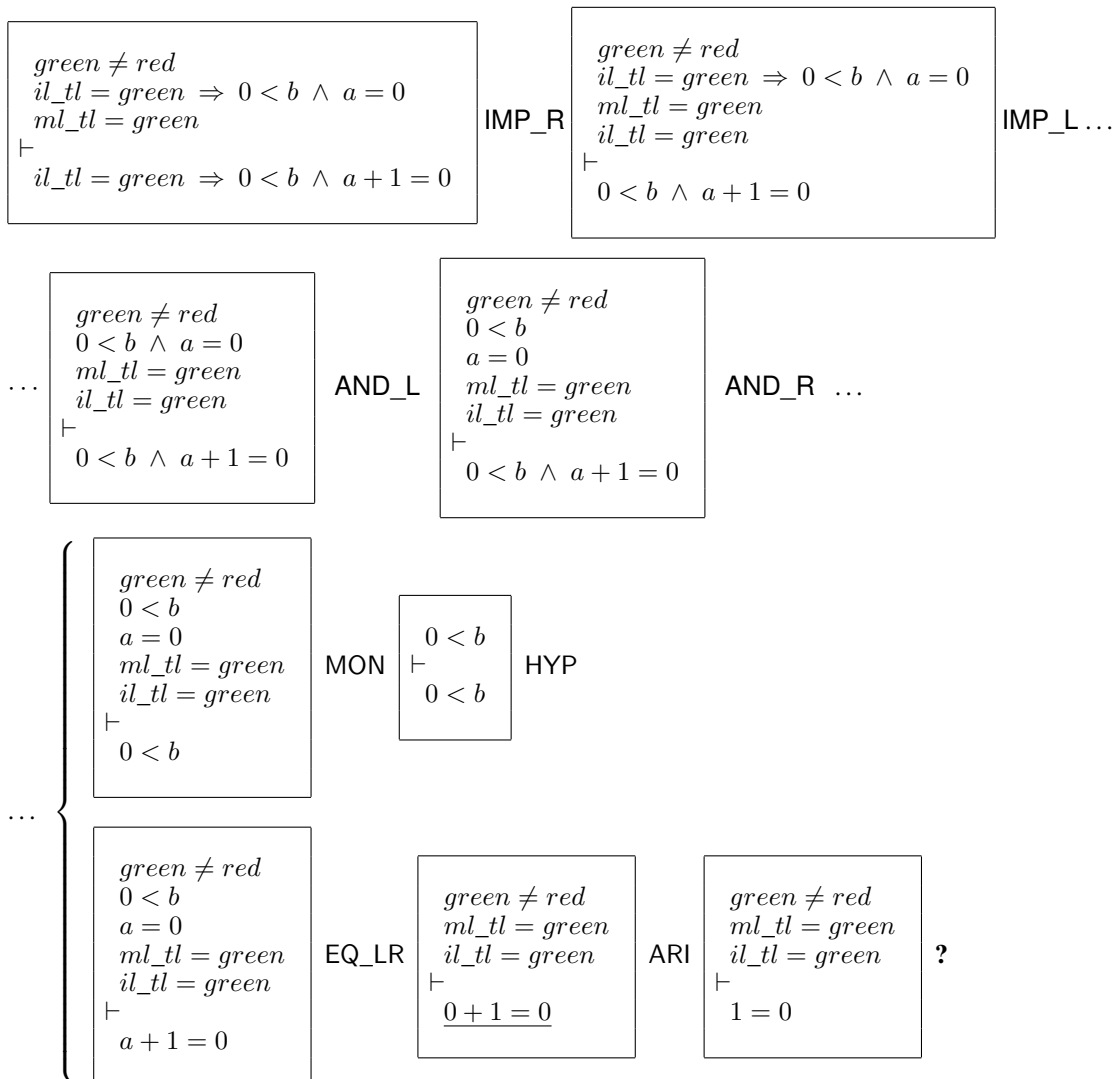 green ≠ red
il_tl = green ⇒ 0 < b ∧ a = 0
ml_tl = green
⊢
il_tl = green ⇒ 0 < b ∧ a + 1 = 0
IMP_R
green ≠ red
il_tl = green ⇒ 0 < b ∧ a = 0
ml_tl = green
il_tl = green
⊢
0 < b ∧ a + 1 = 0
IMP_L ...
...
green ≠ red
0 < b ∧ a = 0
ml_tl = green
il_tl = green
⊢
0 < b ∧ a + 1 = 0
AND_L
green ≠ red
0 < b
a = 0
ml_tl = green
il_tl = green
⊢
0 < b ∧ a + 1 = 0
AND_R ...
...
green ≠ red
0 < b
a = 0
ml_tl = green
il_tl = green
⊢
0 < b
MON
0 < b
⊢
0 < b
HYP
green ≠ red
0 < b
a = 0
ml_tl = green
il_tl = green
⊢
a + 1 = 0
EQ_LR
green ≠ red
ml_tl = green
il_tl = green
⊢
0 + 1 = 0
ARI
green ≠ red
ml_tl = green
il_tl = green
⊢
1 = 0
?